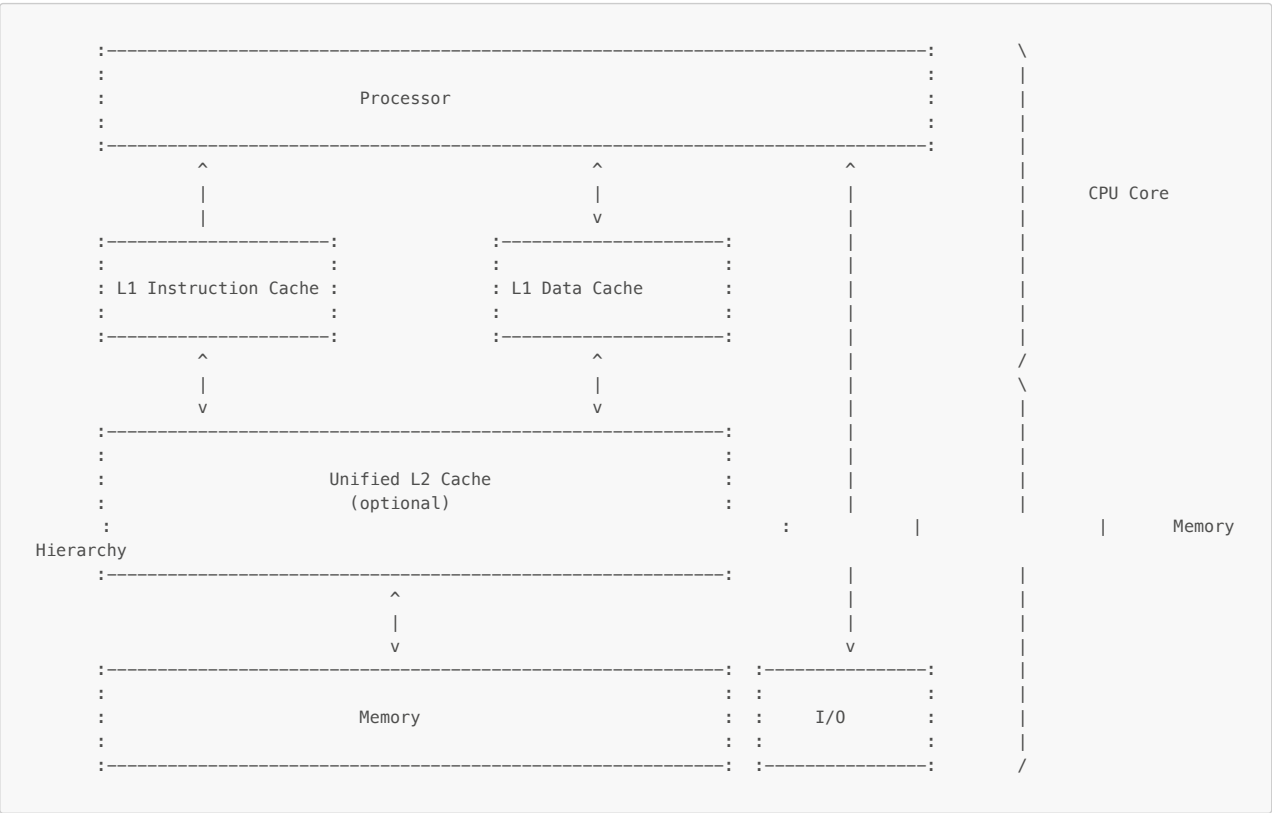 Processor
CPU Core
L1 Instruction Cache
L1 Data Cache
Unified L2 Cache
(optional)
Memory
Hierarchy
Memory
I/O